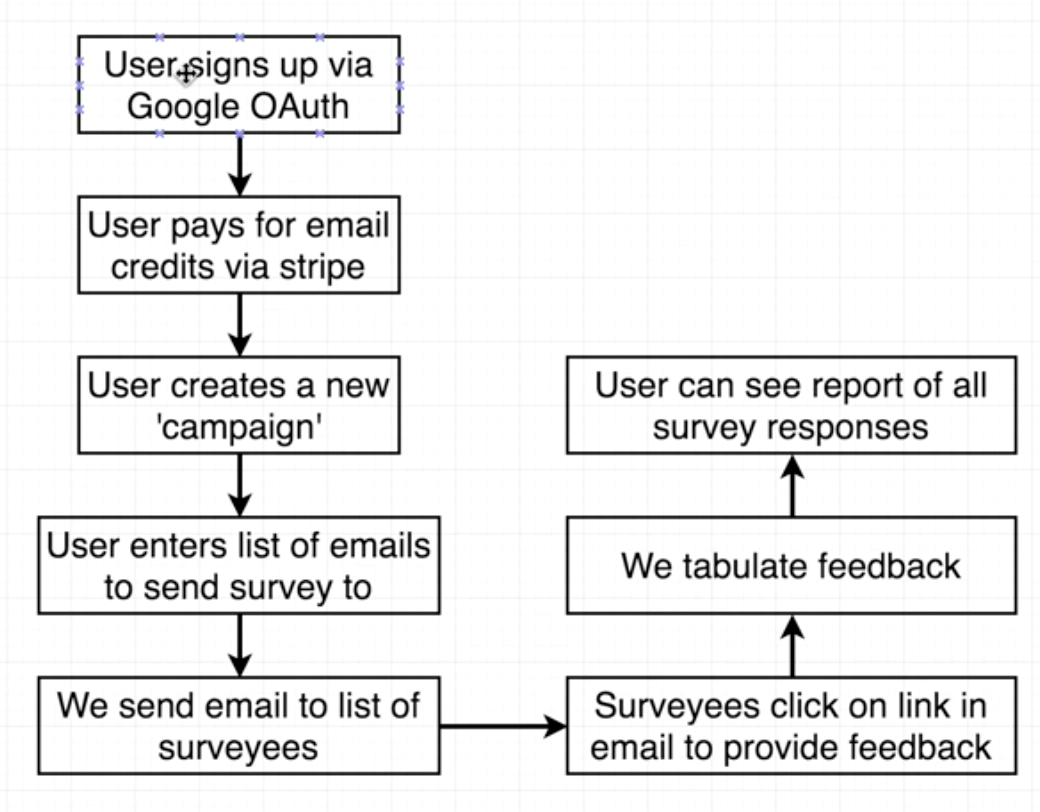 User signs up via
Google OAuth
User pays for email
credits via stripe
User creates a new
'campaign'
User enters list of emails
to send survey to
We send email to list of
surveyees
Surveyees click on link in
email to provide feedback
We tabulate feedback
User can see report of all
survey responses